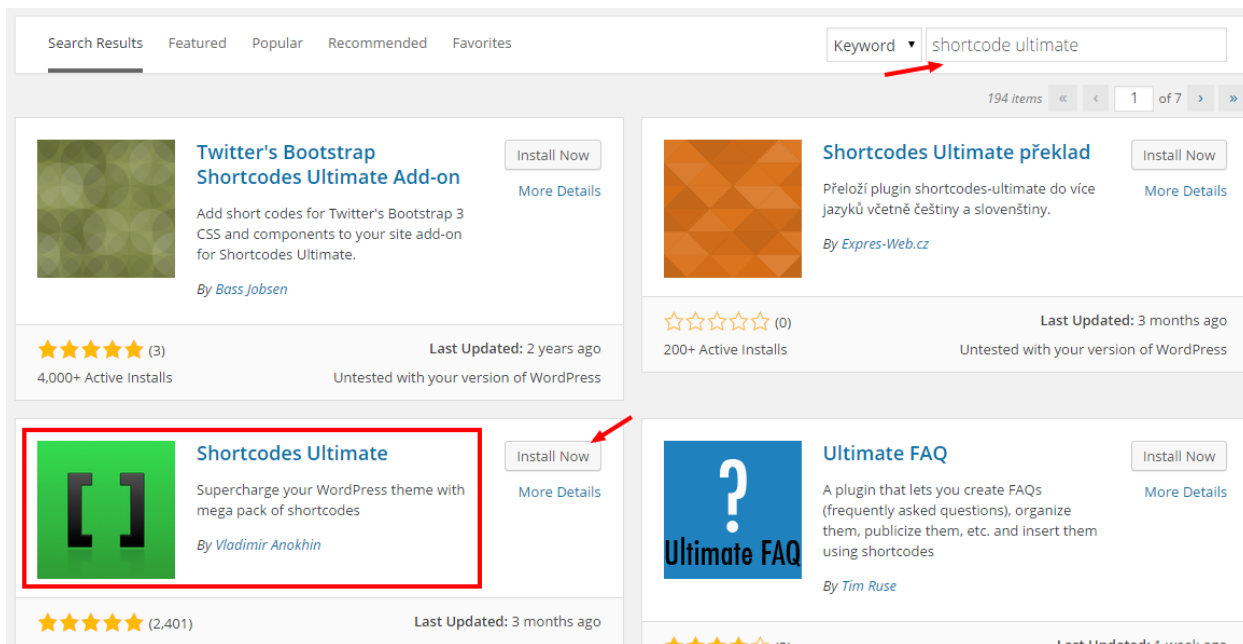 Search Results Featured Popular Recommended Favorites
Keyword shortcode ultimate
194 items « ‹ 1 of 7 › »
Twitter's Bootstrap
Shortcodes Ultimate Add-on
Install Now
More Details
Add short codes for Twitter's Bootstrap 3
CSS and components to your site add-on
for Shortcodes Ultimate.
By Bass Jobsen
(3)
Last Updated: 2 years ago
4,000+ Active Installs
Untested with your version of WordPress
Shortcodes Ultimate překlad
Install Now
More Details
Přeloží plugin shortcodes-ultimate do více
jazyků včetně češtiny a slovenštiny.
By Expres-Web.cz
(0)
Last Updated: 3 months ago
200+ Active Installs
Untested with your version of WordPress
[ ]
Shortcodes Ultimate
Install Now
More Details
Supercharge your WordPress theme with
mega pack of shortcodes
By Vladimir Anokhin
(2,401)
Last Updated: 3 months ago
?
Ultimate FAQ
Ultimate FAQ
Install Now
More Details
A plugin that lets you create FAQs
(frequently asked questions), organize
them, publicize them, etc. and insert them
using shortcodes
By Tim Ruse
Last Updated: 1 week ago